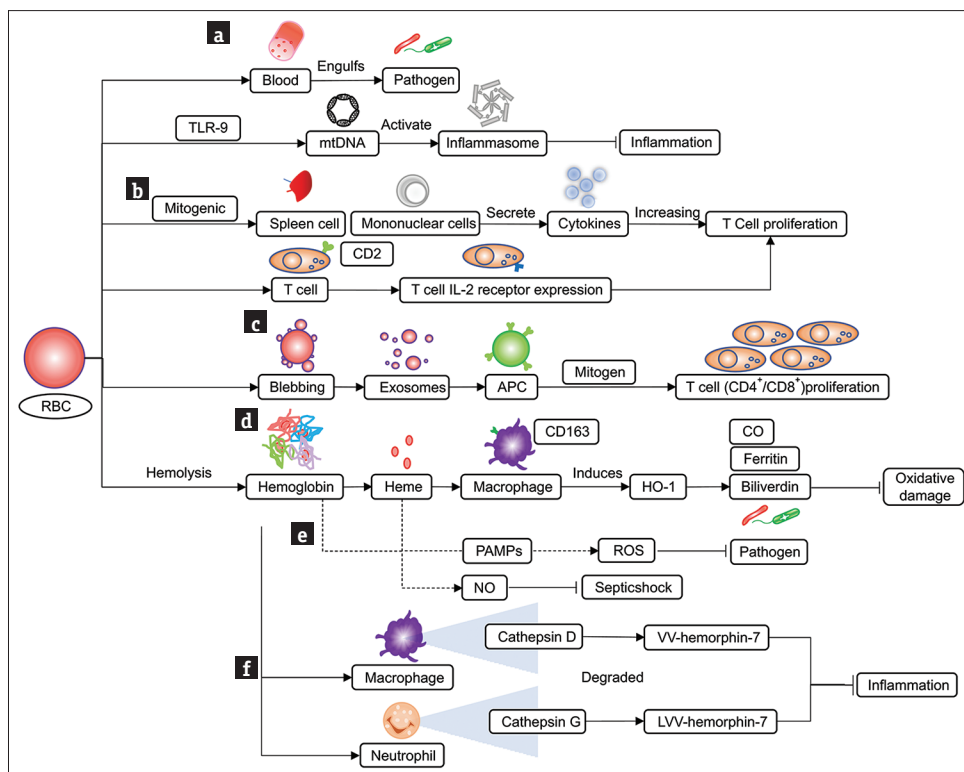 a
Engulfs
Blood
Pathogen
TLR-9
Activate
mtDNA
Inflammasome
Inflammation
b
Mitogenic
Spleen cell
Mononuclear cells
Secrete
Cytokines
Increasing
T Cell proliferation
CD2
T cell
T cell IL-2 receptor expression
c
RBC
Blebbing
Exosomes
APC
Mitogen
T cell (CD4+/CD8+)proliferation
d
CD163
CO
Ferritin
Hemolysis
Hemoglobin
Heme
Macrophage
Induces
HO-1
Biliverdin
Oxidative
damage
e
PAMPs
ROS
Pathogen
NO
Septicshock
f
Macrophage
Cathepsin D
VV-hemorphin-7
Degraded
Inflammation
Neutrophil
Cathepsin G
LVV-hemorphin-7